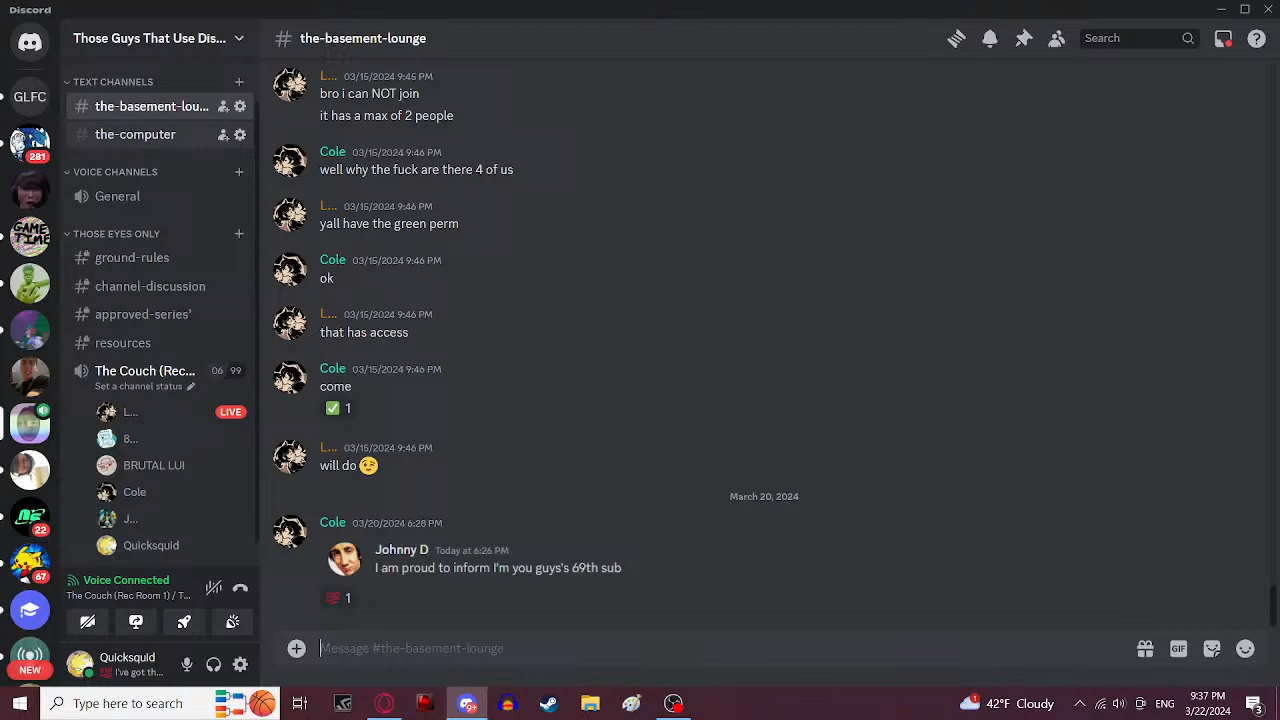 Discord
Those Guys That Use Dis...
the-basement-lounge
Search
GLFC
281
22
67
NEW
TEXT CHANNELS
the-basement-lou...
the-computer
VOICE CHANNELS
General
THOSE EYES ONLY
ground-rules
channel-discussion
approved-series'
resources
The Couch (Rec...
06 99
Set a channel status
L...
LIVE
8...
BRUTAL LUI
Cole
J...
Quicksquid
Voice Connected
The Couch (Rec Room 1) / T...
Quicksquid
💯 I've got th...
L... 03/15/2024 9:45 PM
bro i can NOT join
it has a max of 2 people
Cole 03/15/2024 9:46 PM
well why the fuck are there 4 of us
L... 03/15/2024 9:46 PM
yall have the green perm
Cole 03/15/2024 9:46 PM
ok
L... 03/15/2024 9:46 PM
that has access
Cole 03/15/2024 9:46 PM
come
✅ 1
L... 03/15/2024 9:46 PM
will do 😉
March 20, 2024
Cole 03/20/2024 6:28 PM
Johnny D Today at 6:26 PM
I am proud to inform I'm you guys's 69th sub
💯 1
Message #the-basement-lounge
GIF
Type here to search
1
42°F Cloudy
ENG
9:37 PM
3/22/2024
3